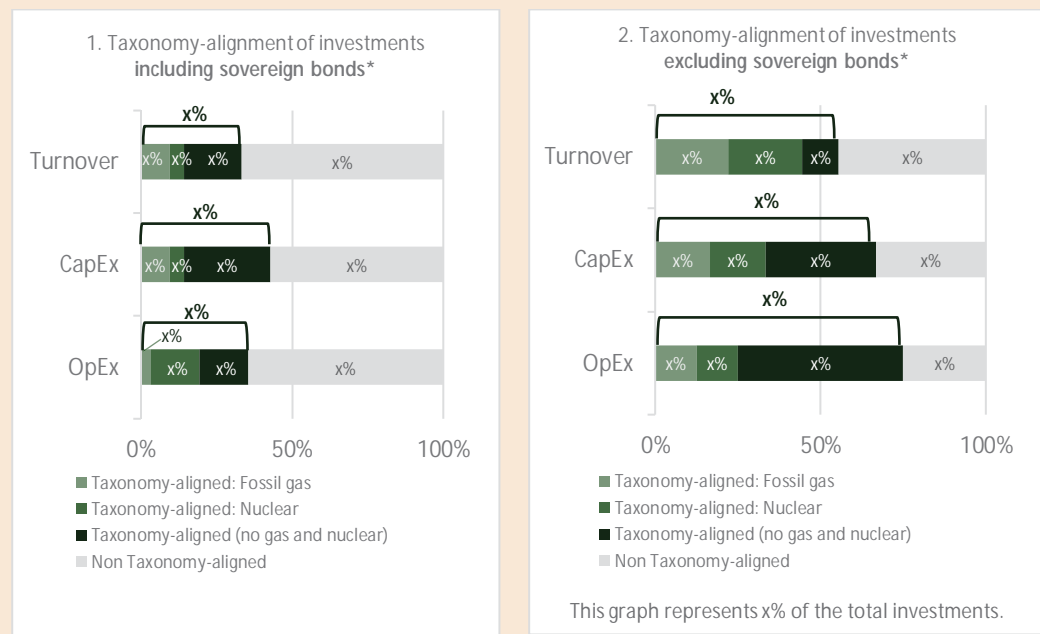 1. Taxonomy-alignment of investments
including sovereign bonds*
x%
Turnover
x% x% x% x%
x%
CapEx
x% x% x% x%
x%
x%
OpEx
x% x% x%
0% 50% 100%
Taxonomy-aligned: Fossil gas
Taxonomy-aligned: Nuclear
Taxonomy-aligned (no gas and nuclear)
Non Taxonomy-aligned
2. Taxonomy-alignment of investments
excluding sovereign bonds*
x%
Turnover
x% x% x% x%
x%
CapEx
x% x% x% x%
x%
OpEx
x% x% x% x%
0% 50% 100%
Taxonomy-aligned: Fossil gas
Taxonomy-aligned: Nuclear
Taxonomy-aligned (no gas and nuclear)
Non Taxonomy-aligned
This graph represents x% of the total investments.